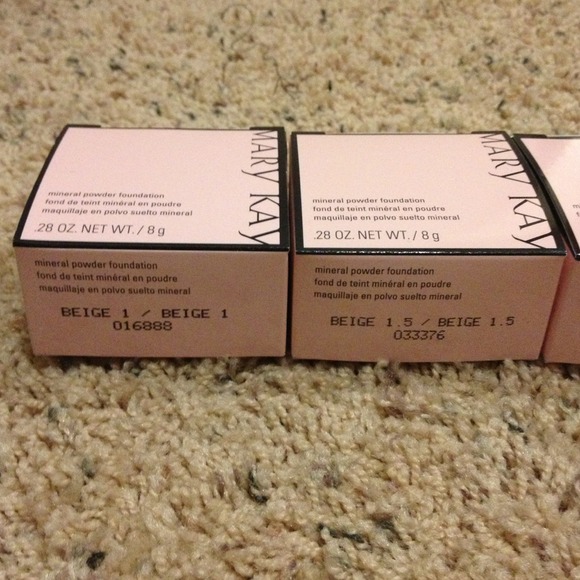 mineral powder foundation
fond de teint minéral en poudre
maquillaje en polvo suelto mineral
.28 OZ. NET WT. / 8 g
MARY KAY
mineral powder foundation
fond de teint minéral en poudre
maquillaje en polvo suelto mineral
BEIGE 1 / BEIGE 1
016888
mineral powder foundation
fond de teint minéral en poudre
maquillaje en polvo suelto mineral
.28 OZ. NET WT. / 8 g
MARY KAY
mineral powder foundation
fond de teint minéral en poudre
maquillaje en polvo suelto mineral
BEIGE 1.5 / BEIGE 1.5
033376